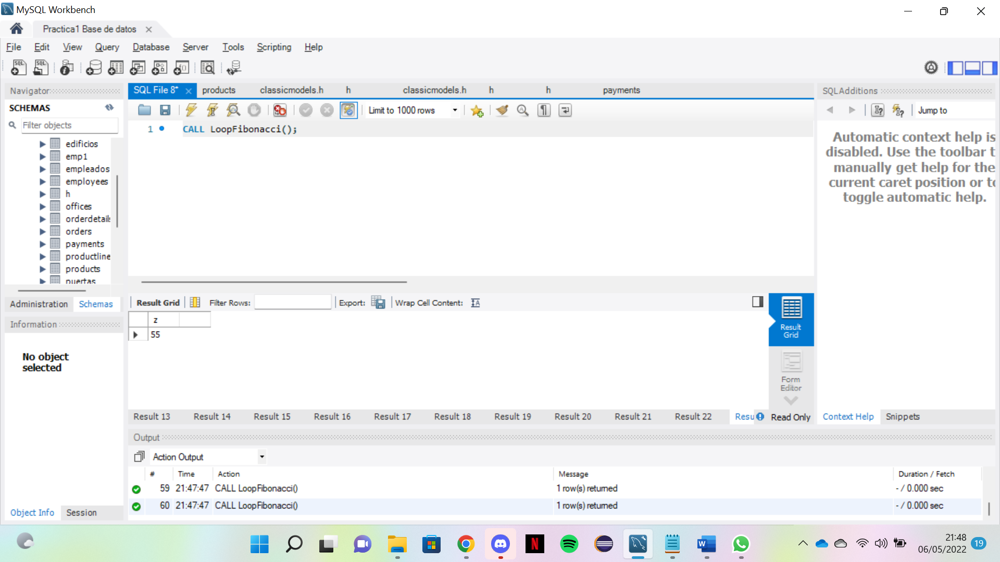 MySQL Workbench
Practica1 Base de datos
File Edit View Query Database Server Tools Scripting Help
Navigator
SCHEMAS
Filter objects
edificios
emp1
empleados
employees
h
offices
orderdetails
orders
payments
productline
products
puertas
Administration Schemas
Information
No object
selected
Object Info Session
SQL File 8* products classicmodels.h h classicmodels.h h h payments
Limit to 1000 rows
1 CALL LoopFibonacci();
Result Grid Filter Rows: Export: Wrap Cell Content:
z
55
Result
Grid
Form
Editor
Result 13 Result 14 Result 15 Result 16 Result 17 Result 18 Result 19 Result 20 Result 21 Result 22 Resu Read Only
SQLAdditions
Jump to
Automatic context help is
disabled. Use the toolbar t
manually get help for the
current caret position or to
toggle automatic help.
Context Help Snippets
Output
Action Output
# Time Action Message Duration / Fetch
59 21:47:47 CALL LoopFibonacci() 1 row(s) returned - / 0.000 sec
60 21:47:47 CALL LoopFibonacci() 1 row(s) returned - / 0.000 sec
21:48
06/05/2022
19